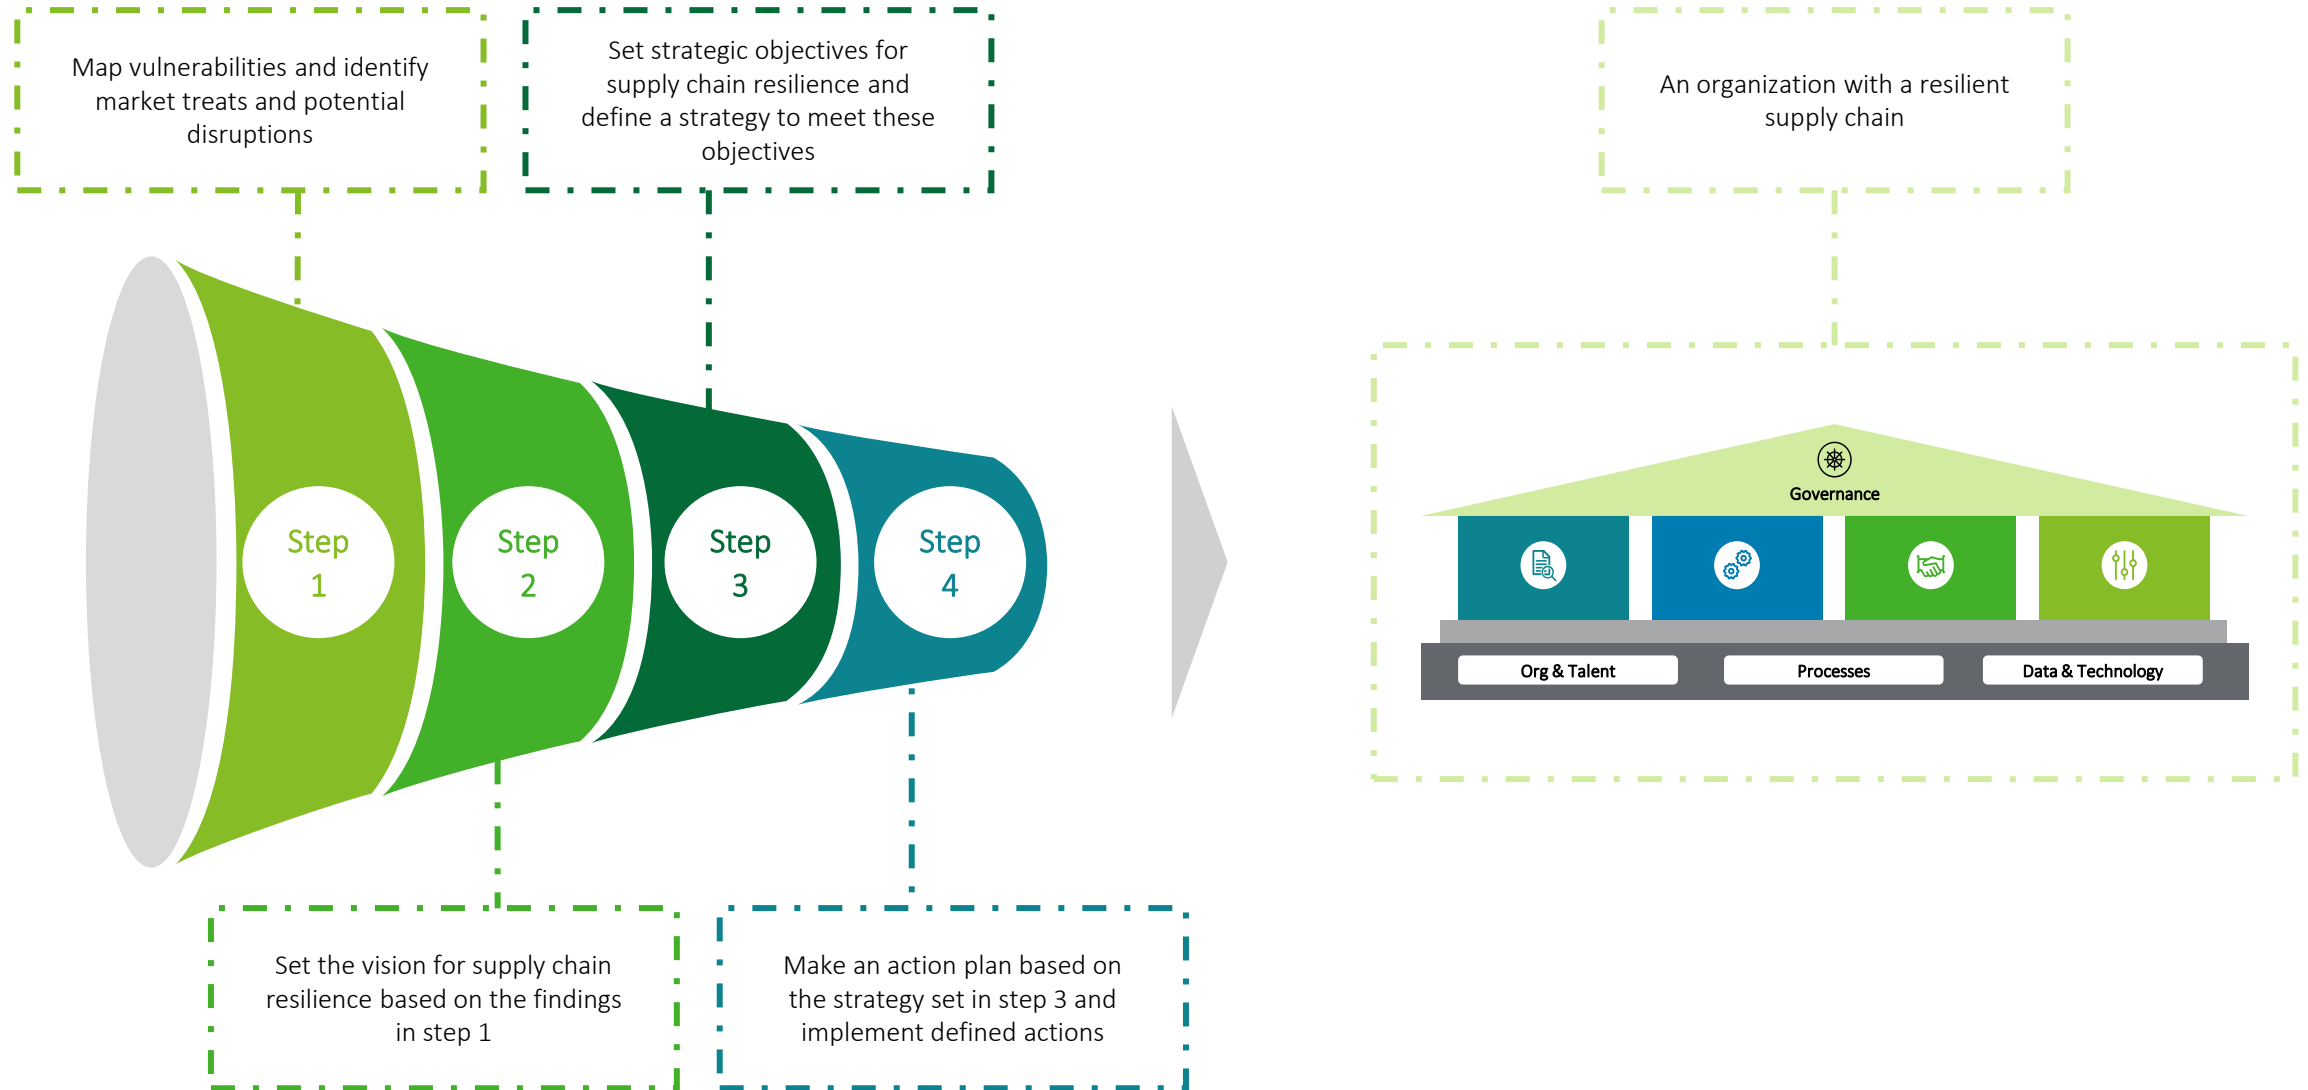 Map vulnerabilities and identify
market treats and potential
disruptions
Set strategic objectives for
supply chain resilience and
define a strategy to meet these
objectives
An organization with a resilient
supply chain
Step
1
Step
2
Step
3
Step
4
Governance
Org & Talent
Processes
Data & Technology
Set the vision for supply chain
resilience based on the findings
in step 1
Make an action plan based on
the strategy set in step 3 and
implement defined actions